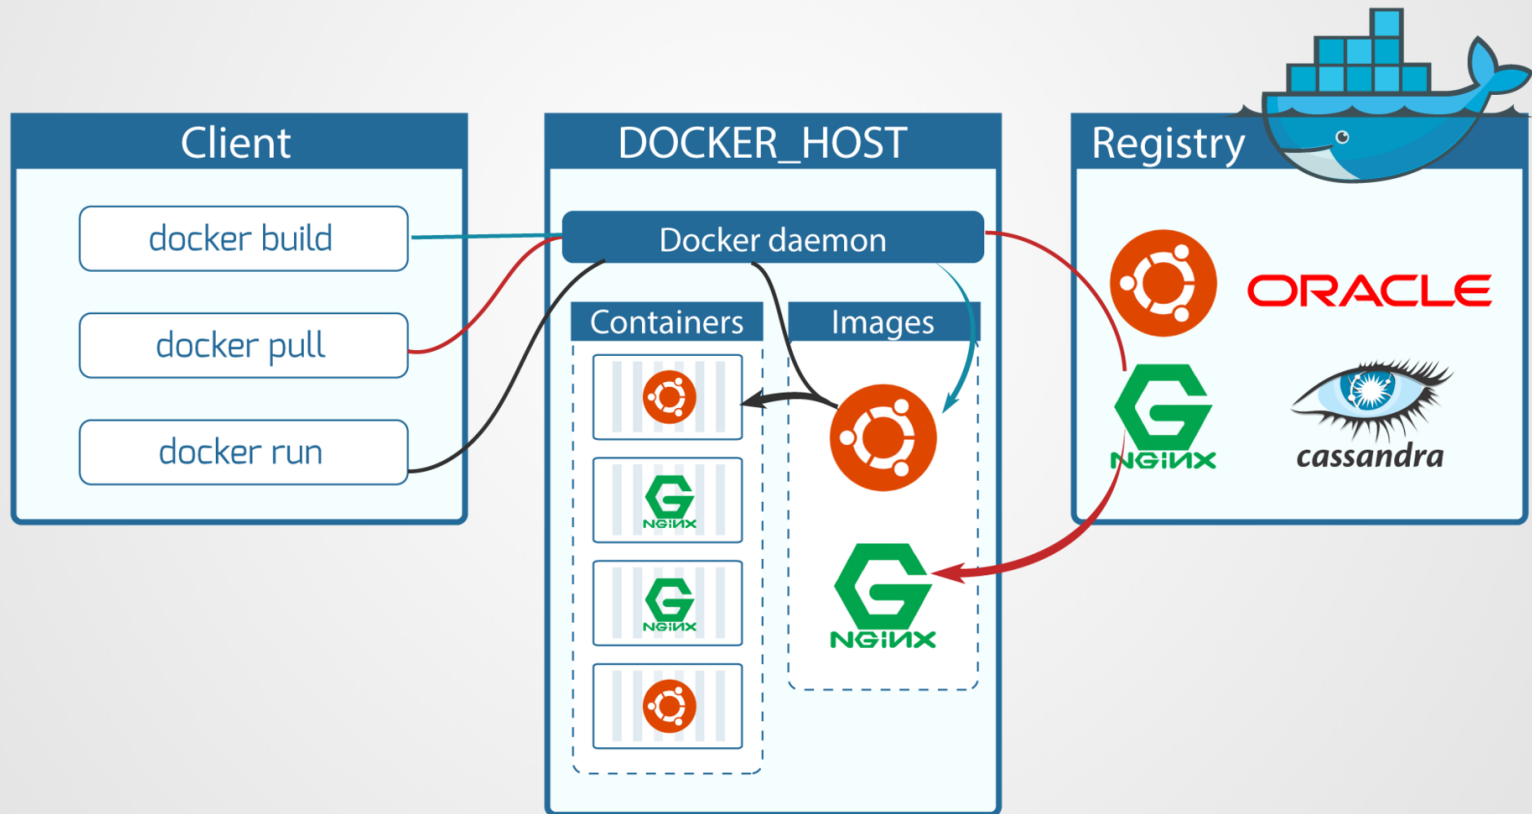 Client
docker build
docker pull
docker run
DOCKER_HOST
Docker daemon
Containers
NGiNX
NGiNX
Images
NGiNX
Registry
ORACLE
NGiNX
cassandra